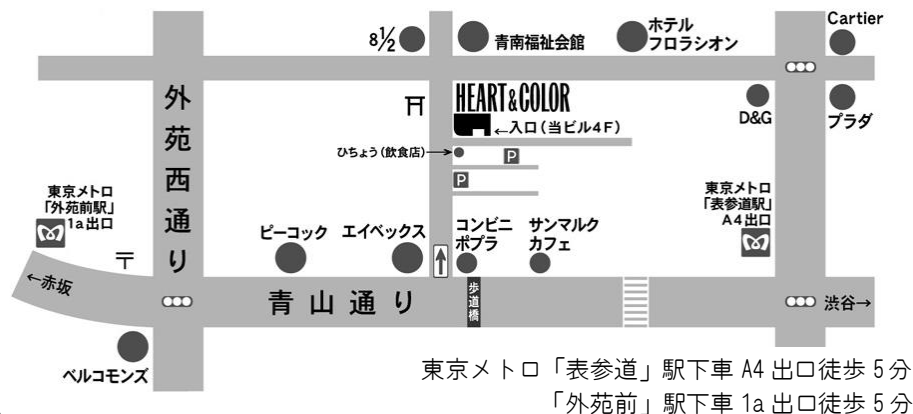 Cartier
ホテル
フロラシオン
8½
青南福祉会館
外苑西通り
HEART&COLOR
←入口(当ビル4F)
D&G
プラダ
ひちょう(飲食店)→
P
P
東京メトロ
「外苑前駅」
1a出口
東京メトロ
「表参道駅」
A4出口
〒
ピーコック
エイベックス
コンビニ
ポプラ
サンマルク
カフェ
←赤坂
青山通り
歩道橋
渋谷→
ベルコモンズ
東京メトロ「表参道」駅下車 A4 出口徒歩 5 分
「外苑前」駅下車 1a 出口徒歩 5 分